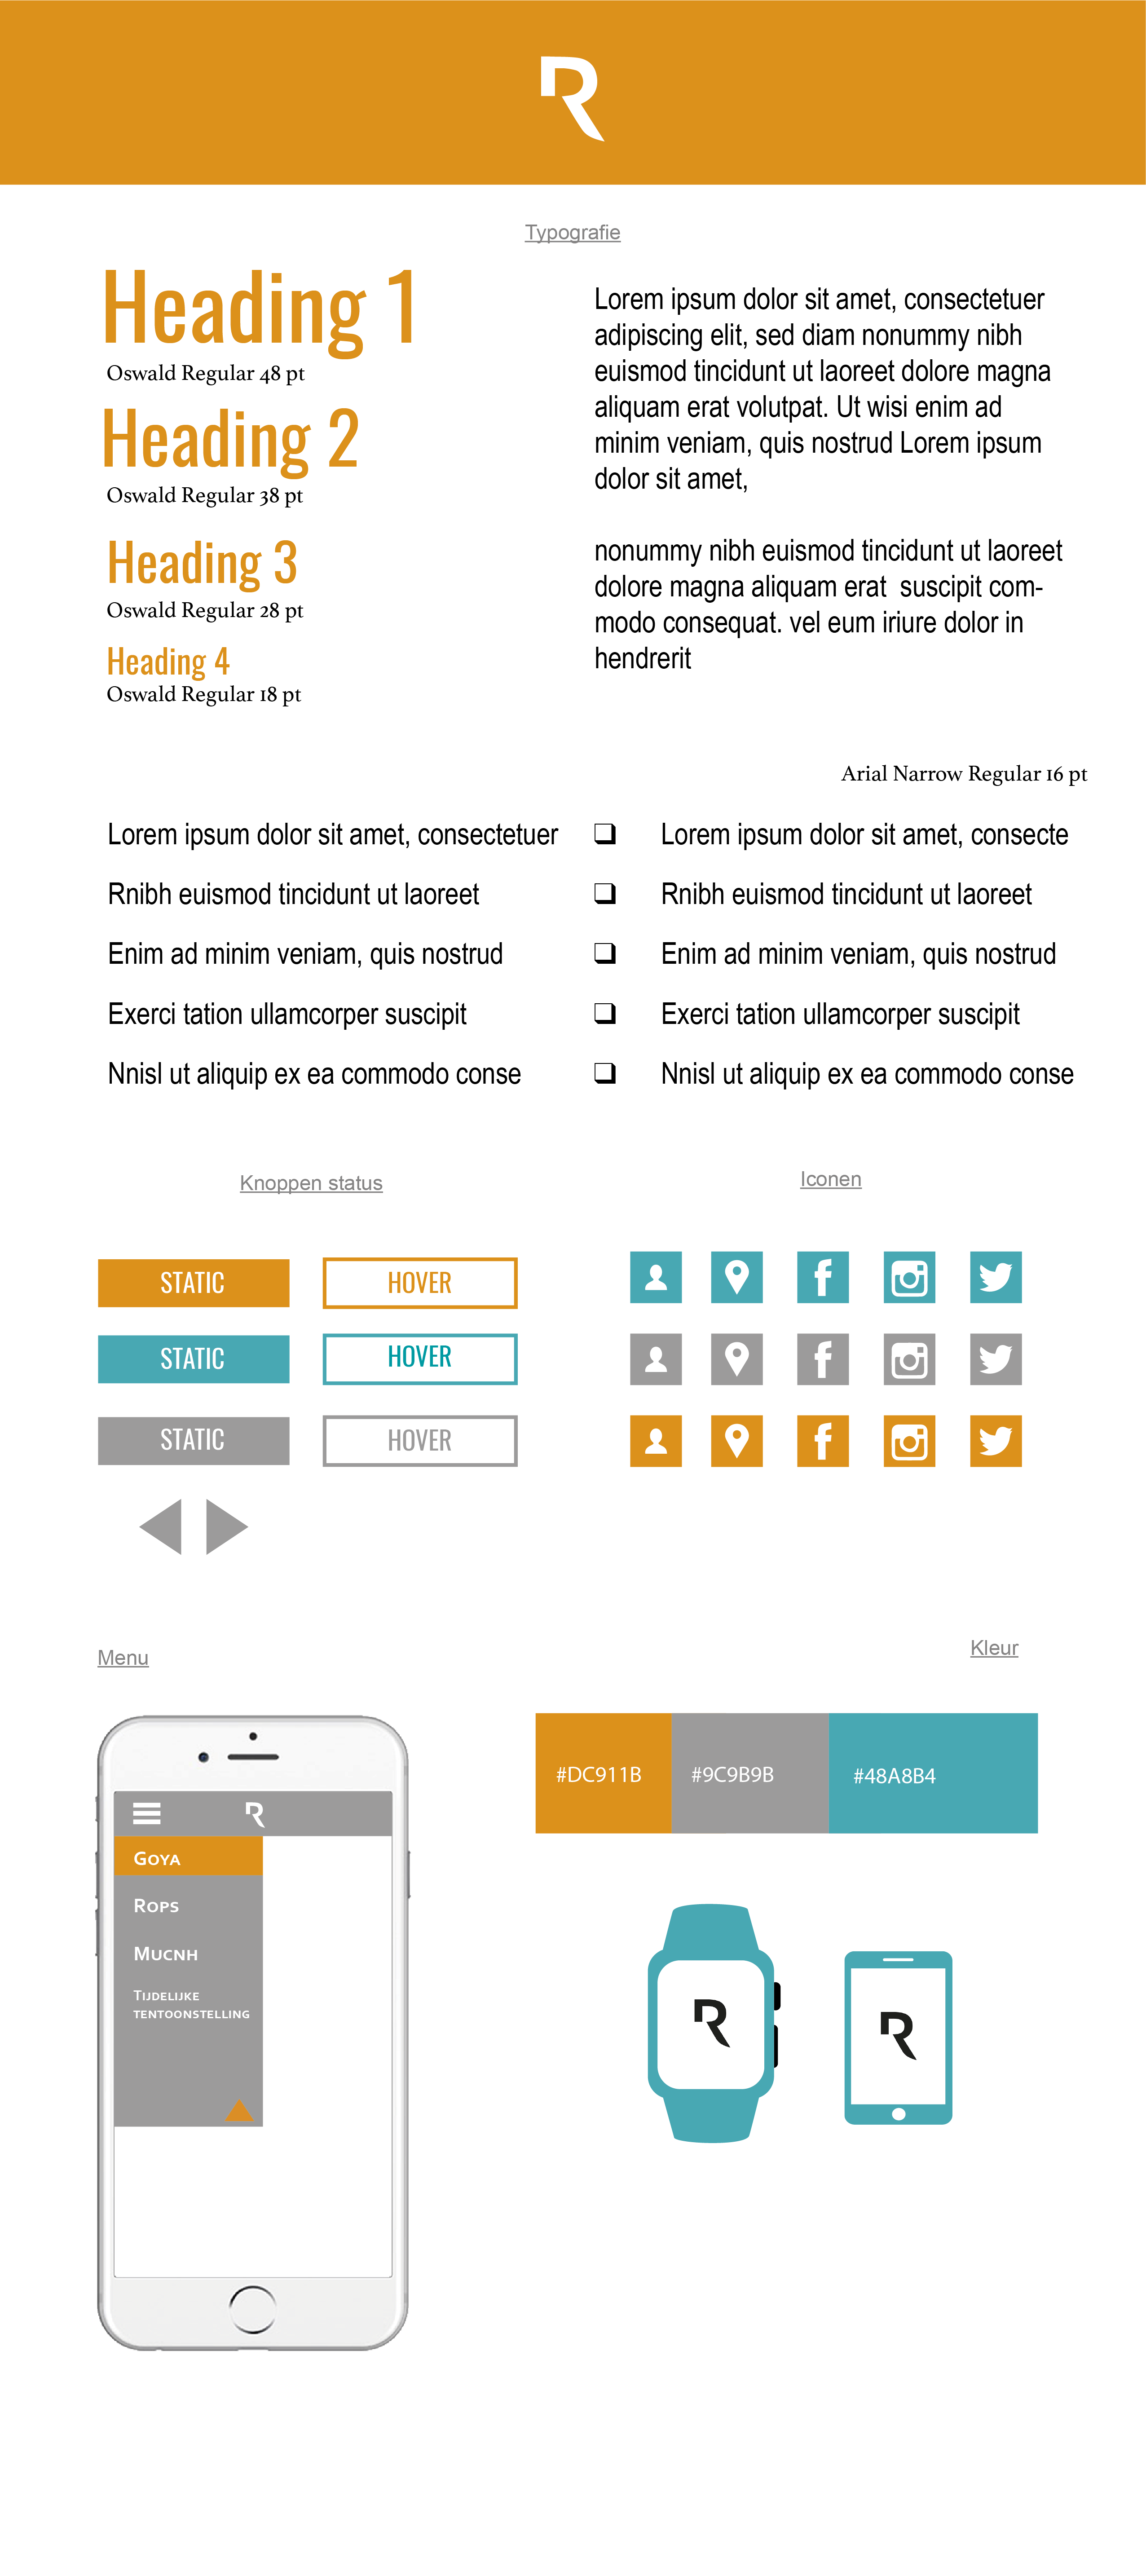 R
Typografie
Heading 1
Oswald Regular 48 pt
Heading 2
Oswald Regular 38 pt
Heading 3
Oswald Regular 28 pt
Heading 4
Oswald Regular 18 pt
Lorem ipsum dolor sit amet, consectetuer
adipiscing elit, sed diam nonummy nibh
euismod tincidunt ut laoreet dolore magna
aliquam erat volutpat. Ut wisi enim ad
minim veniam, quis nostrud Lorem ipsum
dolor sit amet,
nonummy nibh euismod tincidunt ut laoreet
dolore magna aliquam erat  suscipit com-
modo consequat. vel eum iriure dolor in
hendrerit
Arial Narrow Regular 16 pt
Lorem ipsum dolor sit amet, consectetuer
Rnibh euismod tincidunt ut laoreet
Enim ad minim veniam, quis nostrud
Exerci tation ullamcorper suscipit
Nnisl ut aliquip ex ea commodo conse
❑ Lorem ipsum dolor sit amet, consecte
❑ Rnibh euismod tincidunt ut laoreet
❑ Enim ad minim veniam, quis nostrud
❑ Exerci tation ullamcorper suscipit
❑ Nnisl ut aliquip ex ea commodo conse
Knoppen status
STATIC HOVER
STATIC HOVER
STATIC HOVER
Iconen
Menu
R
Goya
Rops
Mucnh
Tijdelijke
tentoonstelling
Kleur
#DC911B #9C9B9B #48A8B4
R R